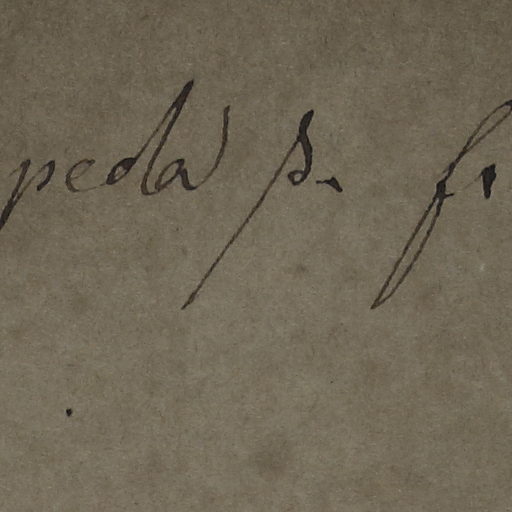 peda s. f.